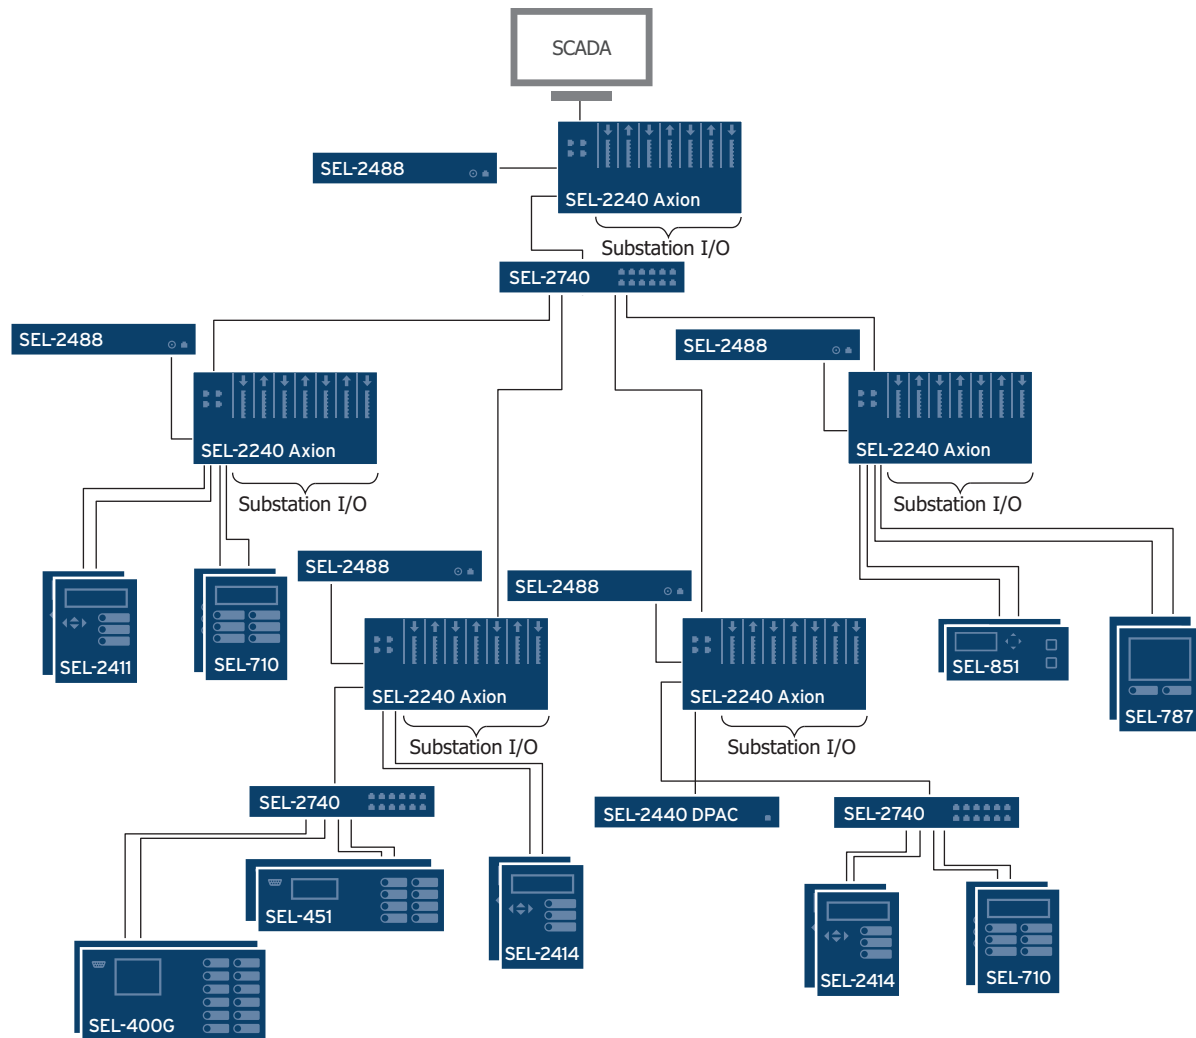 SCADA
SEL-2488
SEL-2240 Axion
Substation I/O
SEL-2740
SEL-2488
SEL-2488
SEL-2240 Axion
SEL-2240 Axion
Substation I/O
Substation I/O
SEL-2488
SEL-2488
SEL-2411
SEL-710
SEL-851
SEL-787
SEL-2240 Axion
SEL-2240 Axion
Substation I/O
Substation I/O
SEL-2740
SEL-2440 DPAC
SEL-2740
SEL-451
SEL-2414
SEL-2414
SEL-710
SEL-400G